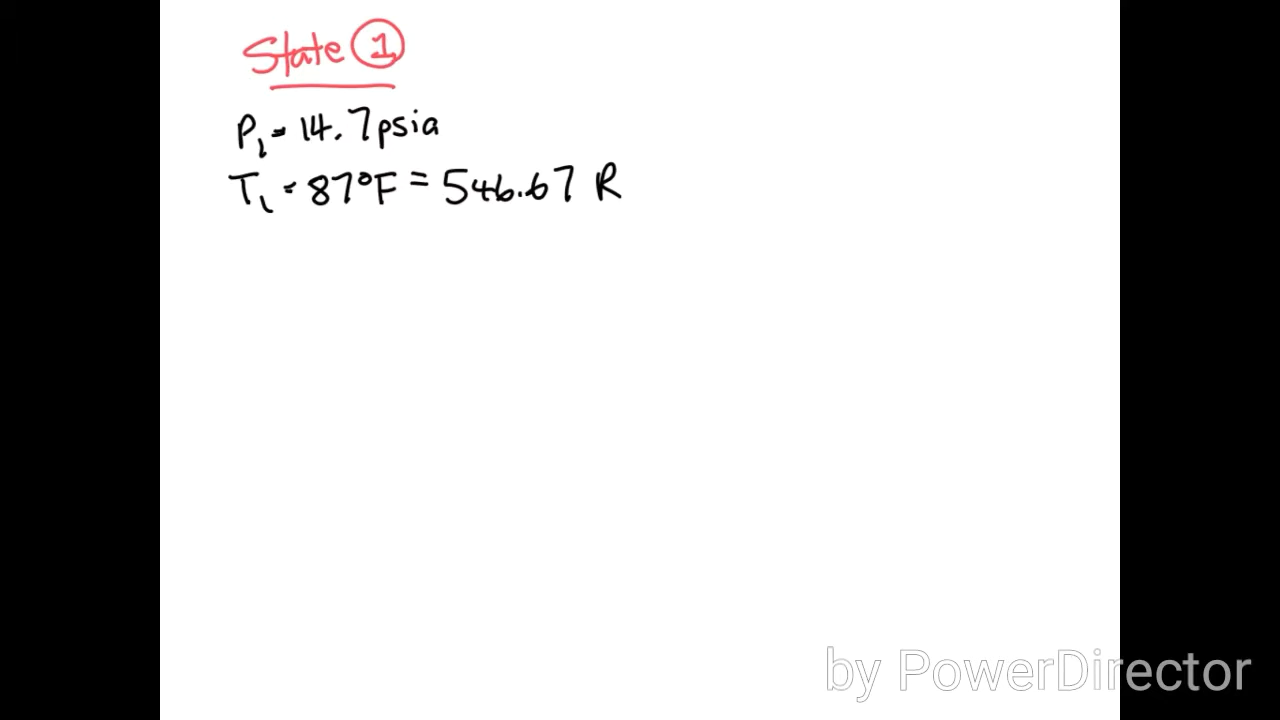 State ①
P₁ = 14.7psia
T₁ = 87°F = 546.67 R
by PowerDirector